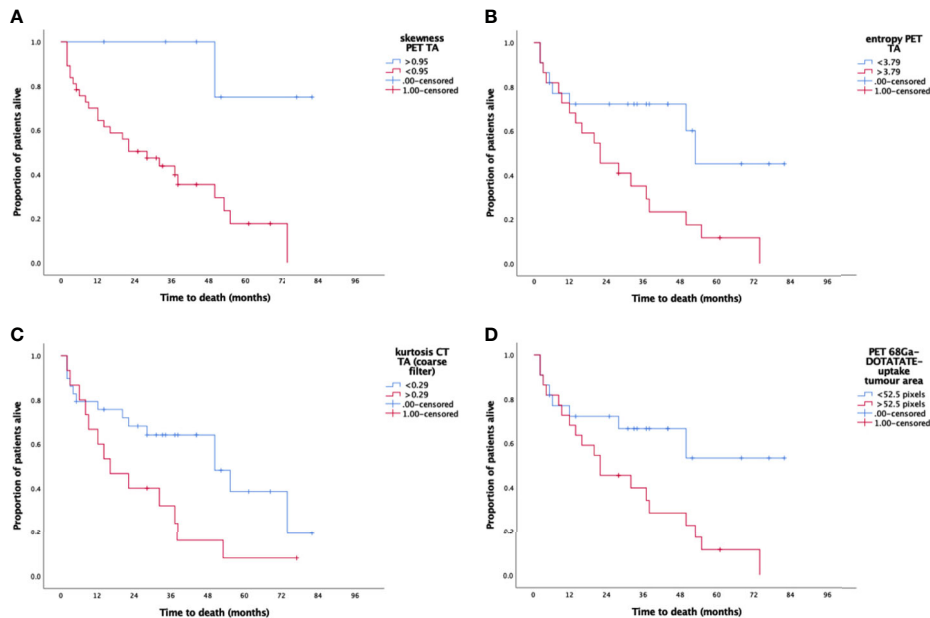 A
skewness
PET TA
>0.95
<0.95
.00-censored
1.00-censored
Proportion of patients alive
1.0
0.8
0.6
0.4
0.2
0.0
0 12 24 36 48 60 72 84 96
Time to death (months)
B
entropy PET
TA
<3.79
>3.79
.00-censored
1.00-censored
Proportion of patients alive
1.0
0.8
0.6
0.4
0.2
0.0
0 12 24 36 48 60 72 84 96
Time to death (months)
C
kurtosis CT
TA (coarse
filter)
<0.29
>0.29
.00-censored
1.00-censored
Proportion of patients alive
1.0
0.8
0.6
0.4
0.2
0.0
0 12 24 36 48 60 72 84 96
Time to death (months)
D
PET 68Ga-
DOTATATE-
uptake
tumour area
<52.5 pixels
>52.5 pixels
.00-censored
1.00-censored
Proportion of patients alive
1.0
0.8
0.6
0.4
0.2
0.0
0 12 24 36 48 60 72 84 96
Time to death (months)